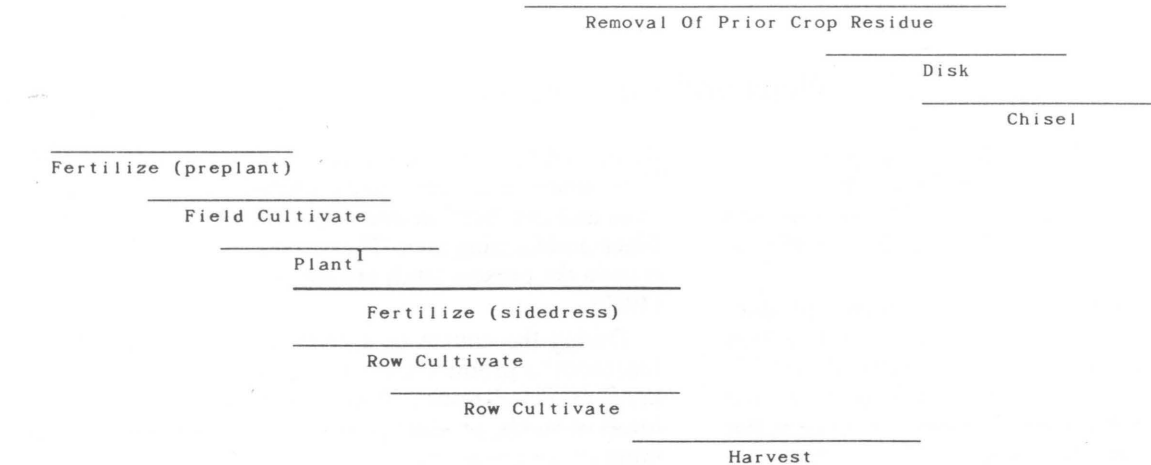 Removal Of Prior Crop Residue
Disk
Chisel
Fertilize (preplant)
Field Cultivate
Plant1
Fertilize (sidedress)
Row Cultivate
Row Cultivate
Harvest